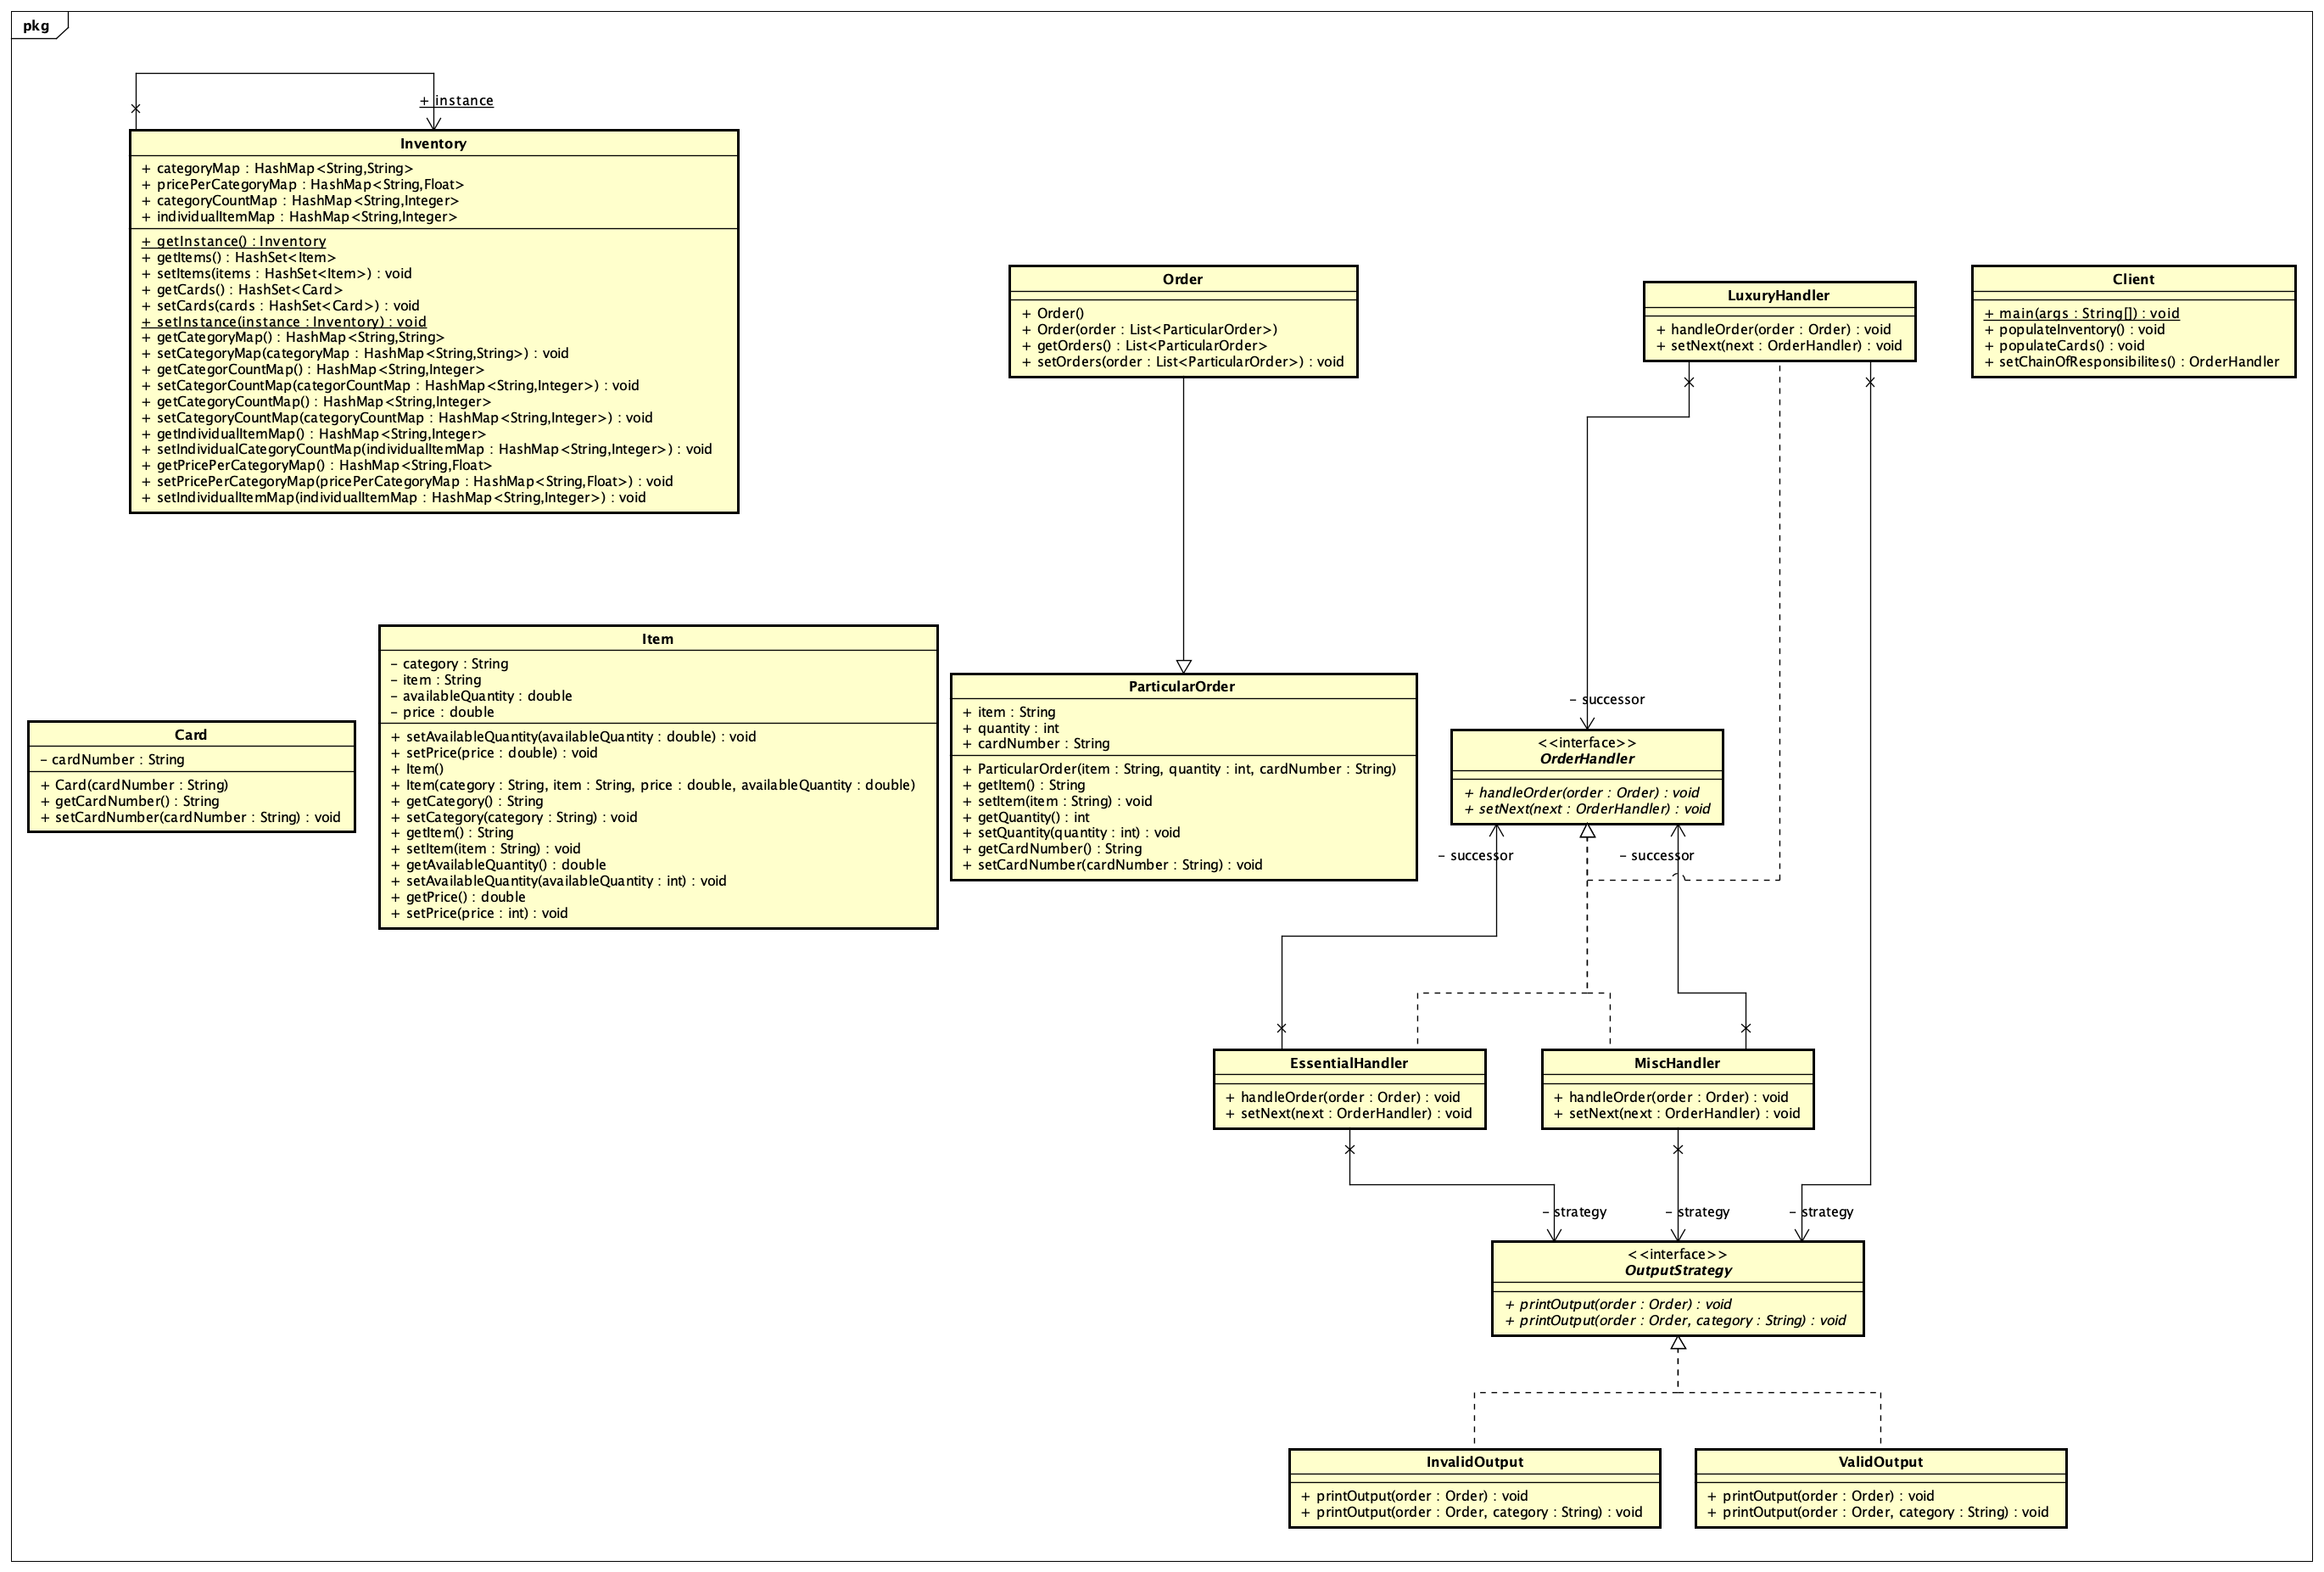 pkg
+ instance
Inventory
+ categoryMap : HashMap<String,String>
+ pricePerCategoryMap : HashMap<String,Float>
+ categoryCountMap : HashMap<String,Integer>
+ individualItemMap : HashMap<String,Integer>
+ getInstance() : Inventory
+ getItems() : HashSet<Item>
+ setItems(items : HashSet<Item>) : void
+ getCards() : HashSet<Card>
+ setCards(cards : HashSet<Card>) : void
+ setInstance(instance : Inventory) : void
+ getCategoryMap() : HashMap<String,String>
+ setCategoryMap(categoryMap : HashMap<String,String>) : void
+ getCategorCountMap() : HashMap<String,Integer>
+ setCategorCountMap(categorCountMap : HashMap<String,Integer>) : void
+ getCategoryCountMap() : HashMap<String,Integer>
+ setCategoryCountMap(categoryCountMap : HashMap<String,Integer>) : void
+ getIndividualItemMap() : HashMap<String,Integer>
+ setIndividualCategoryCountMap(individualItemMap : HashMap<String,Integer>) : void
+ getPricePerCategoryMap() : HashMap<String,Float>
+ setPricePerCategoryMap(pricePerCategoryMap : HashMap<String,Float>) : void
+ setIndividualItemMap(individualItemMap : HashMap<String,Integer>) : void
Order
+ Order()
+ Order(order : List<ParticularOrder>)
+ getOrders() : List<ParticularOrder>
+ setOrders(order : List<ParticularOrder>) : void
LuxuryHandler
+ handleOrder(order : Order) : void
+ setNext(next : OrderHandler) : void
Client
+ main(args : String[]) : void
+ populateInventory() : void
+ populateCards() : void
+ setChainOfResponsibilites() : OrderHandler
Card
- cardNumber : String
+ Card(cardNumber : String)
+ getCardNumber() : String
+ setCardNumber(cardNumber : String) : void
Item
- category : String
- item : String
- availableQuantity : double
- price : double
+ setAvailableQuantity(availableQuantity : double) : void
+ setPrice(price : double) : void
+ Item()
+ Item(category : String, item : String, price : double, availableQuantity : double)
+ getCategory() : String
+ setCategory(category : String) : void
+ getItem() : String
+ setItem(item : String) : void
+ getAvailableQuantity() : double
+ setAvailableQuantity(availableQuantity : int) : void
+ getPrice() : double
+ setPrice(price : int) : void
ParticularOrder
+ item : String
+ quantity : int
+ cardNumber : String
+ ParticularOrder(item : String, quantity : int, cardNumber : String)
+ getItem() : String
+ setItem(item : String) : void
+ getQuantity() : int
+ setQuantity(quantity : int) : void
+ getCardNumber() : String
+ setCardNumber(cardNumber : String) : void
- successor
<<interface>>
OrderHandler
+ handleOrder(order : Order) : void
+ setNext(next : OrderHandler) : void
- successor
- successor
EssentialHandler
+ handleOrder(order : Order) : void
+ setNext(next : OrderHandler) : void
MiscHandler
+ handleOrder(order : Order) : void
+ setNext(next : OrderHandler) : void
- strategy
- strategy
- strategy
<<interface>>
OutputStrategy
+ printOutput(order : Order) : void
+ printOutput(order : Order, category : String) : void
InvalidOutput
+ printOutput(order : Order) : void
+ printOutput(order : Order, category : String) : void
ValidOutput
+ printOutput(order : Order) : void
+ printOutput(order : Order, category : String) : void